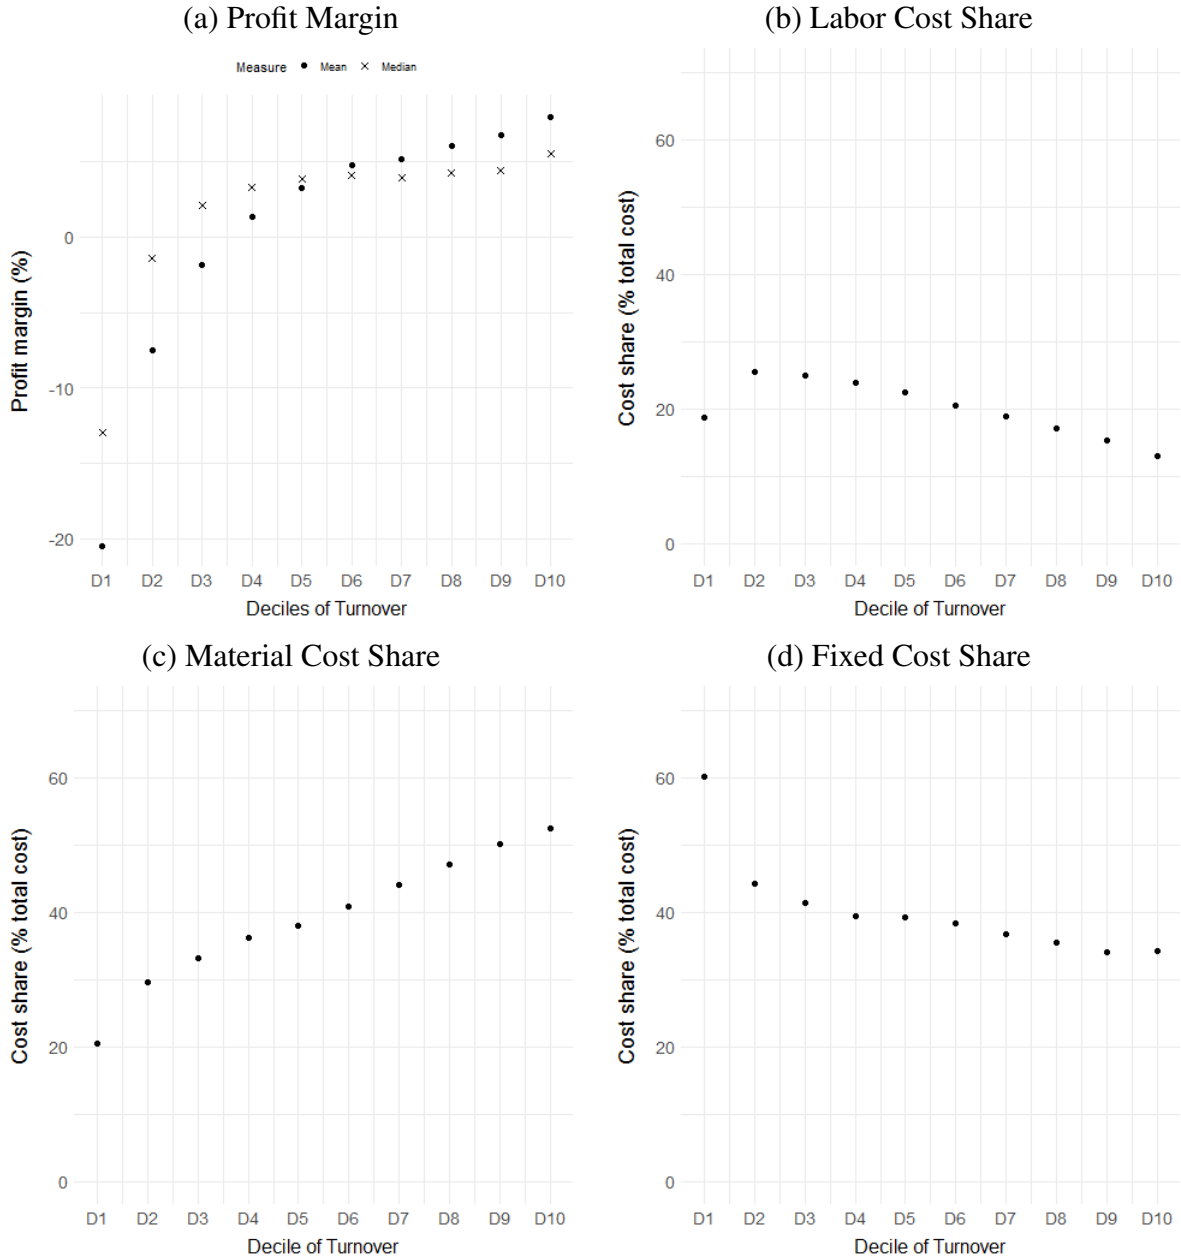 (a) Profit Margin
Measure Mean Median
Profit margin (%)
0
-10
-20
D1 D2 D3 D4 D5 D6 D7 D8 D9 D10
Deciles of Turnover
(b) Labor Cost Share
Cost share (% total cost)
60
40
20
0
D1 D2 D3 D4 D5 D6 D7 D8 D9 D10
Decile of Turnover
(c) Material Cost Share
Cost share (% total cost)
60
40
20
0
D1 D2 D3 D4 D5 D6 D7 D8 D9 D10
Decile of Turnover
(d) Fixed Cost Share
Cost share (% total cost)
60
40
20
0
D1 D2 D3 D4 D5 D6 D7 D8 D9 D10
Decile of Turnover